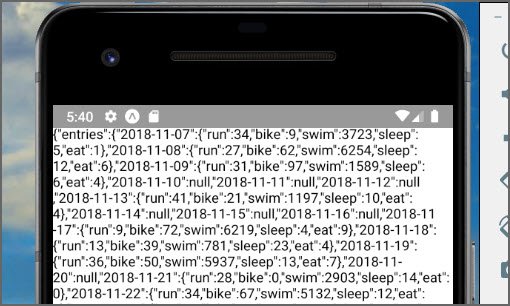 5:40
{"entries":{"2018-11-07":{"run":34,"bike":9,"swim":3723,"sleep":
5,"eat":1},"2018-11-08":{"run":27,"bike":62,"swim":6254,"sleep":
12,"eat":6},"2018-11-09":{"run":31,"bike":97,"swim":1589,"sleep":
6,"eat":4},"2018-11-10":null,"2018-11-11":null,"2018-11-12":null
,"2018-11-13":{"run":41,"bike":21,"swim":1197,"sleep":10,"eat":
4},"2018-11-14":null,"2018-11-15":null,"2018-11-16":null,"2018-11
-17":{"run":9,"bike":72,"swim":6219,"sleep":4,"eat":9},"2018-11-18":
{"run":13,"bike":39,"swim":781,"sleep":23,"eat":4},"2018-11-19":
{"run":36,"bike":50,"swim":5937,"sleep":13,"eat":7},"2018-11-
20":null,"2018-11-21":{"run":28,"bike":0,"swim":2903,"sleep":14,"eat":
0},"2018-11-22":{"run":34,"bike":67,"swim":5132,"sleep":12,"eat":